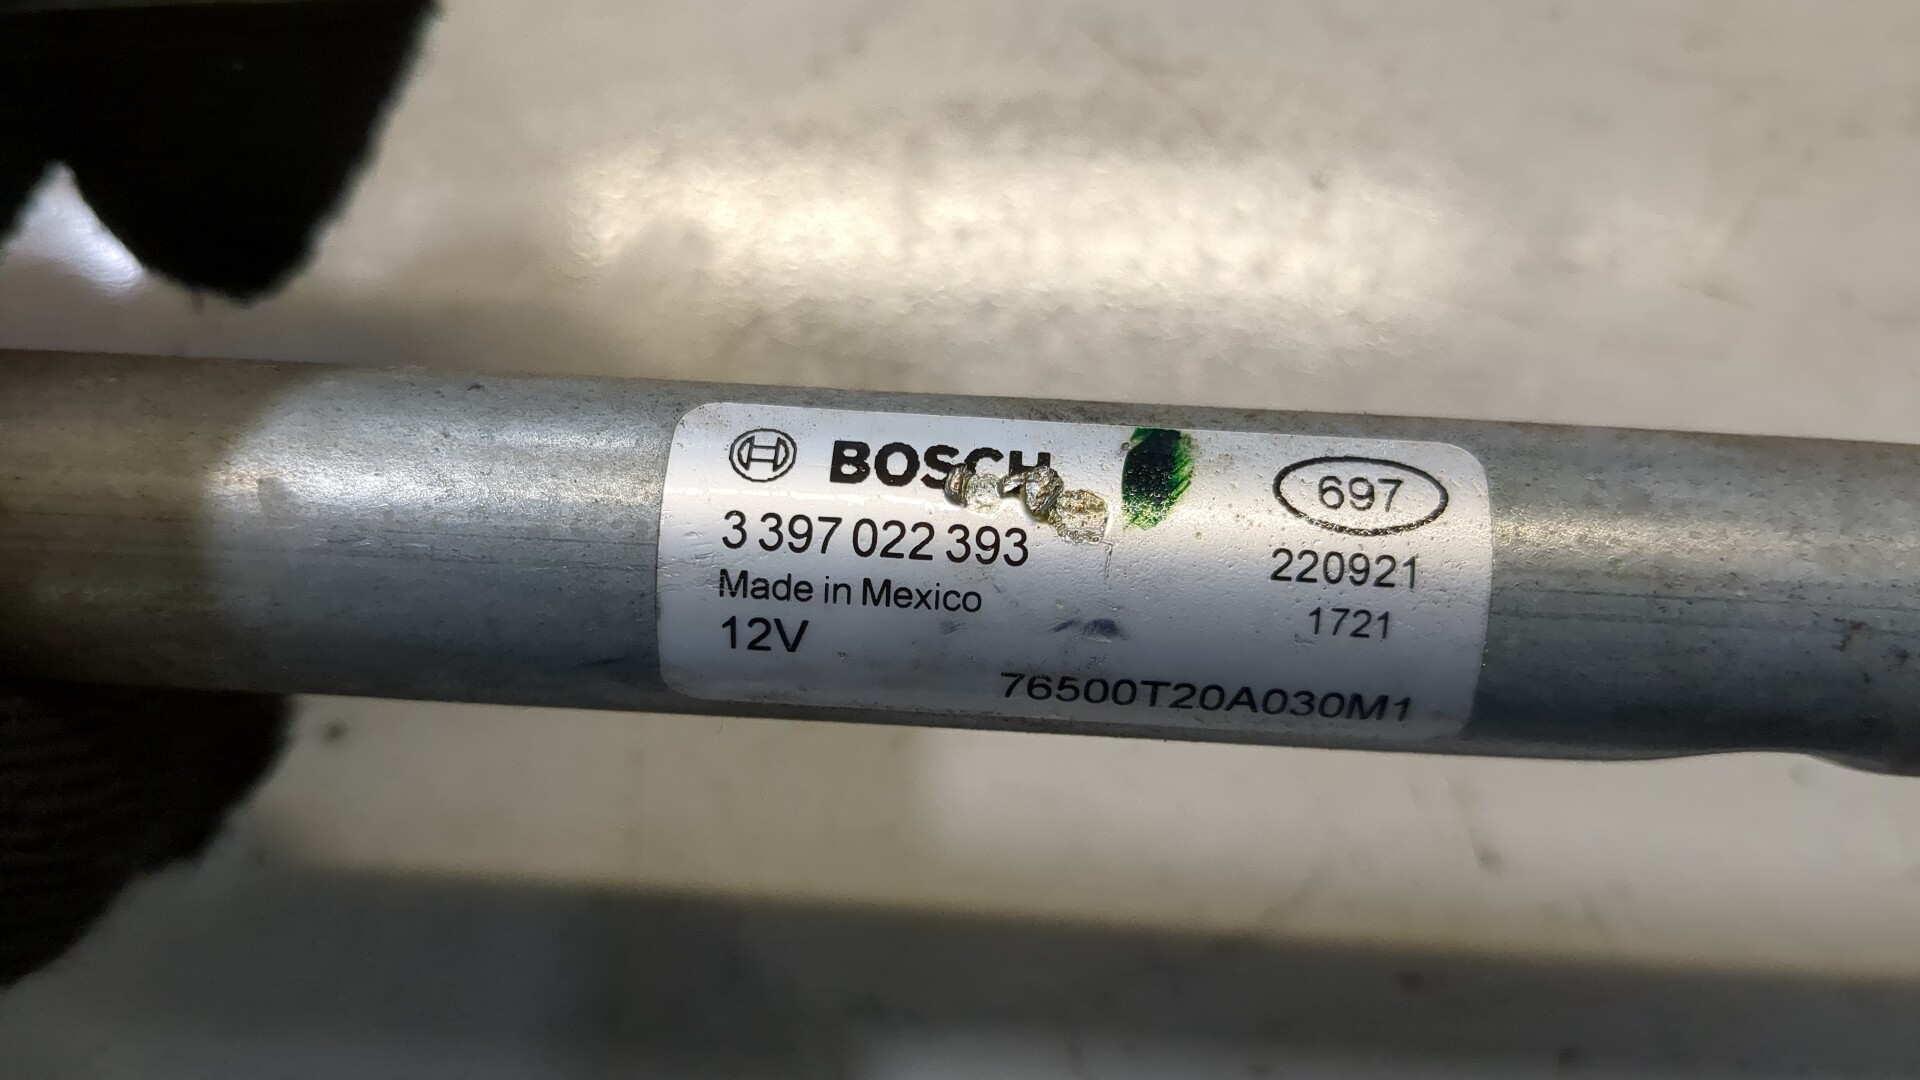 BOSCH
3 397 022 393
Made in Mexico
12V
697
220921
1721
76500T20A030M1